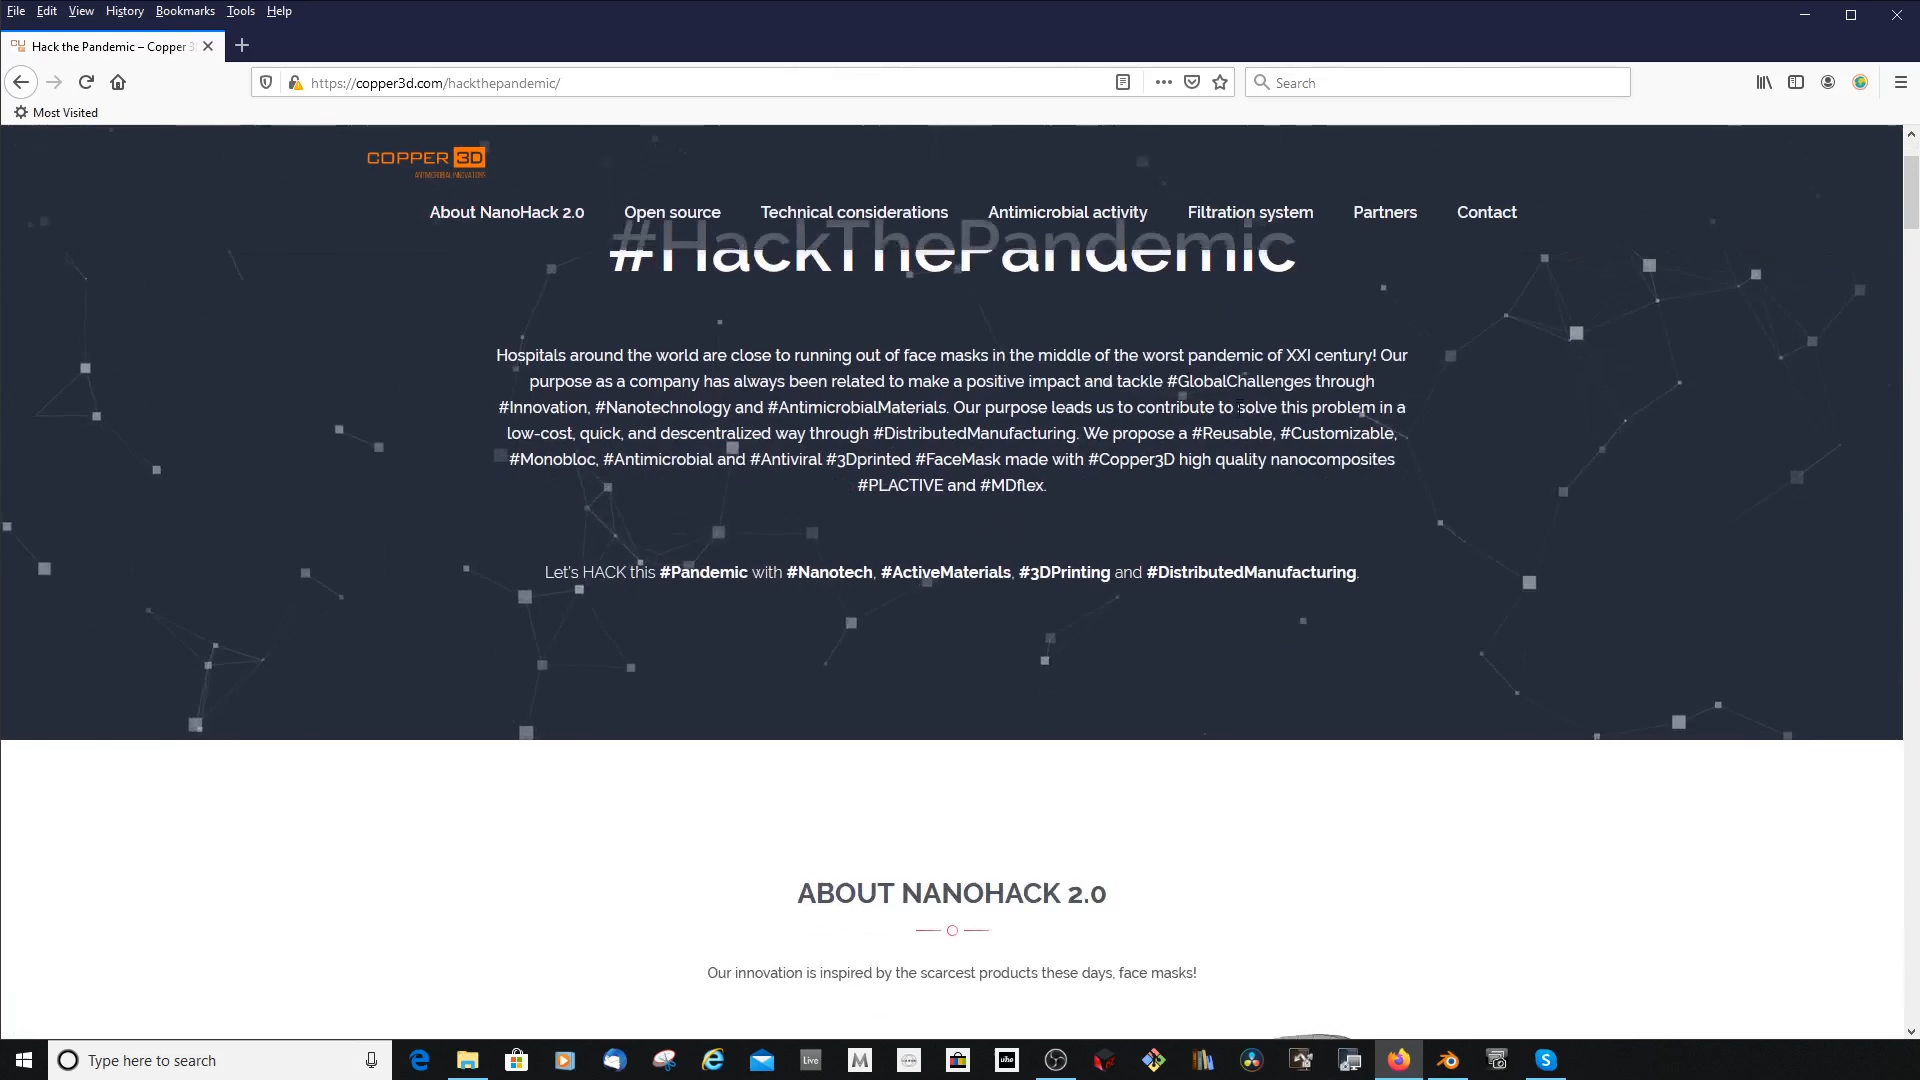 File Edit View History Bookmarks Tools Help
Hack the Pandemic – Copper 3
https://copper3d.com/hackthepandemic/
Search
Most Visited
COPPER 3D
ANTIMICROBIAL INNOVATIONS
About NanoHack 2.0 Open source Technical considerations Antimicrobial activity Filtration system Partners Contact
#HackThePandemic
Hospitals around the world are close to running out of face masks in the middle of the worst pandemic of XXI century! Our
purpose as a company has always been related to make a positive impact and tackle #GlobalChallenges through
#Innovation, #Nanotechnology and #AntimicrobialMaterials. Our purpose leads us to contribute to solve this problem in a
low-cost, quick, and descentralized way through #DistributedManufacturing. We propose a #Reusable, #Customizable,
#Monobloc, #Antimicrobial and #Antiviral #3Dprinted #FaceMask made with #Copper3D high quality nanocomposites
#PLACTIVE and #MDflex.
Let's HACK this #Pandemic with #Nanotech, #ActiveMaterials, #3DPrinting and #DistributedManufacturing.
ABOUT NANOHACK 2.0
Our innovation is inspired by the scarcest products these days, face masks!
Type here to search
Live